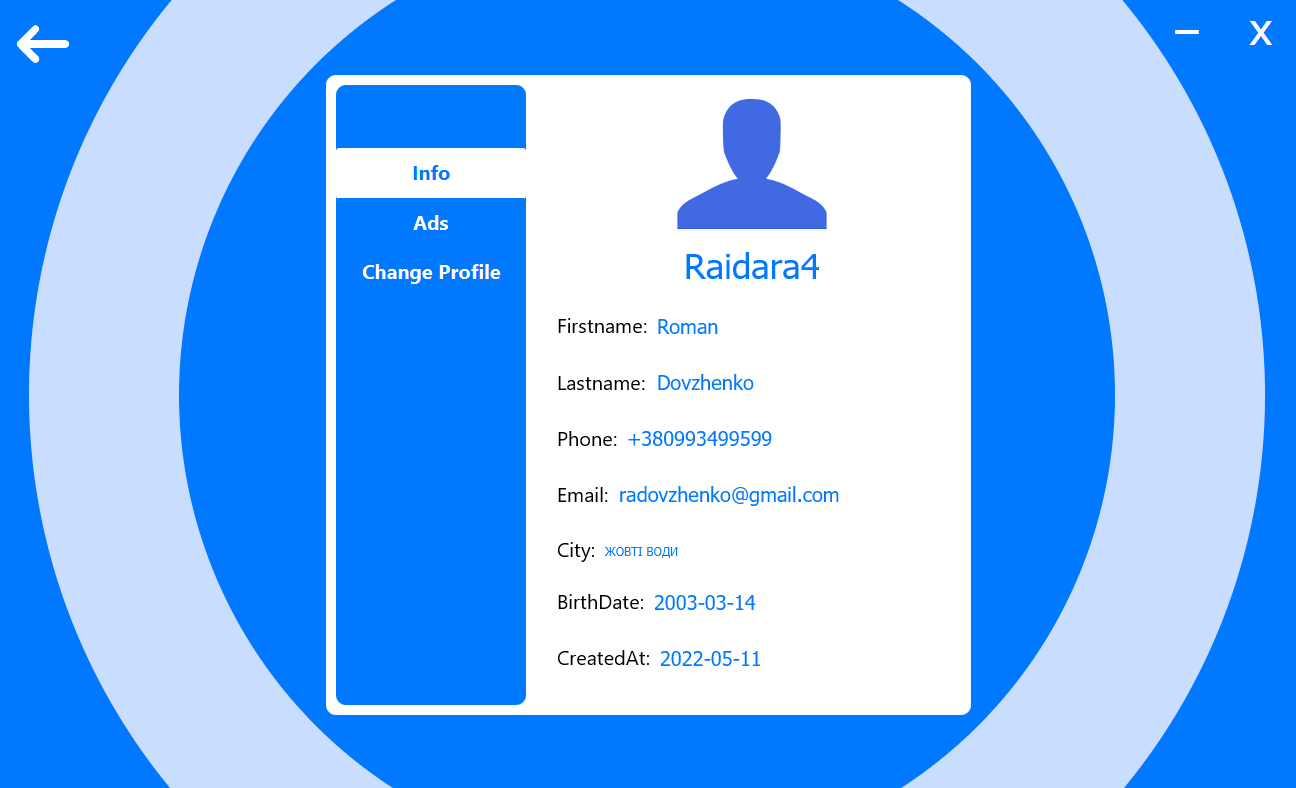 X
Info
Ads
Change Profile
Raidara4
Firstname: Roman
Lastname: Dovzhenko
Phone: +380993499599
Email: radovzhenko@gmail.com
City: ЖОВТІ ВОДИ
BirthDate: 2003-03-14
CreatedAt: 2022-05-11